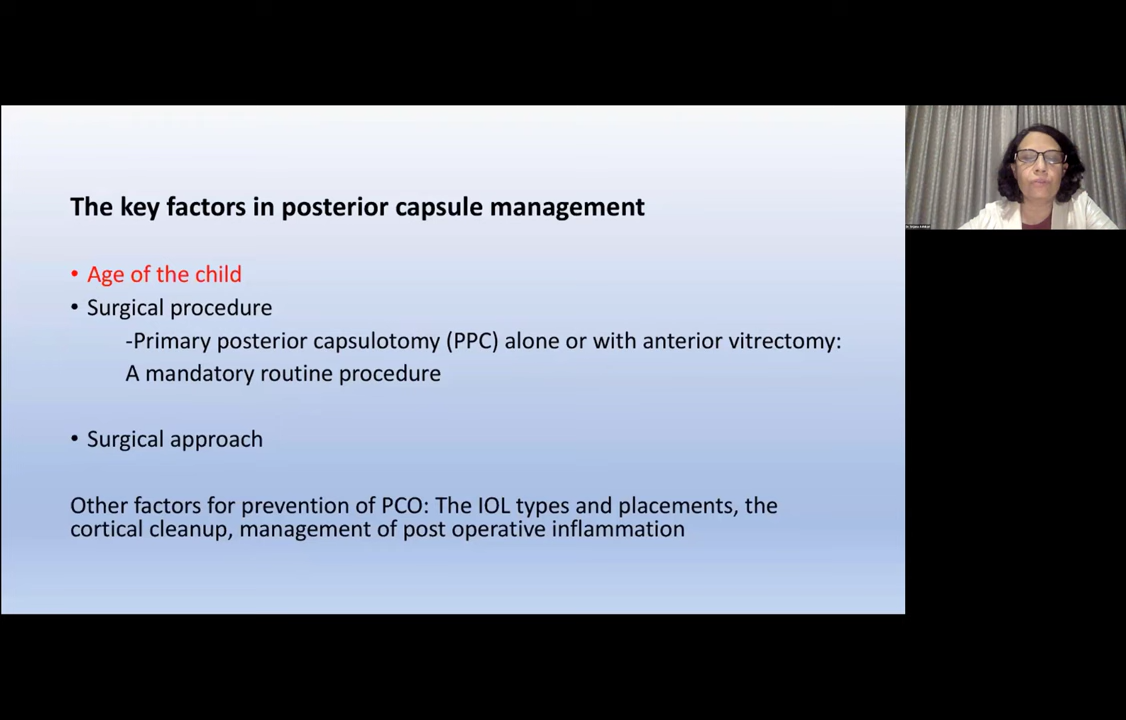 The key factors in posterior capsule management
• Age of the child
• Surgical procedure
-Primary posterior capsulotomy (PPC) alone or with anterior vitrectomy:
A mandatory routine procedure
• Surgical approach
Other factors for prevention of PCO: The IOL types and placements, the
cortical cleanup, management of post operative inflammation